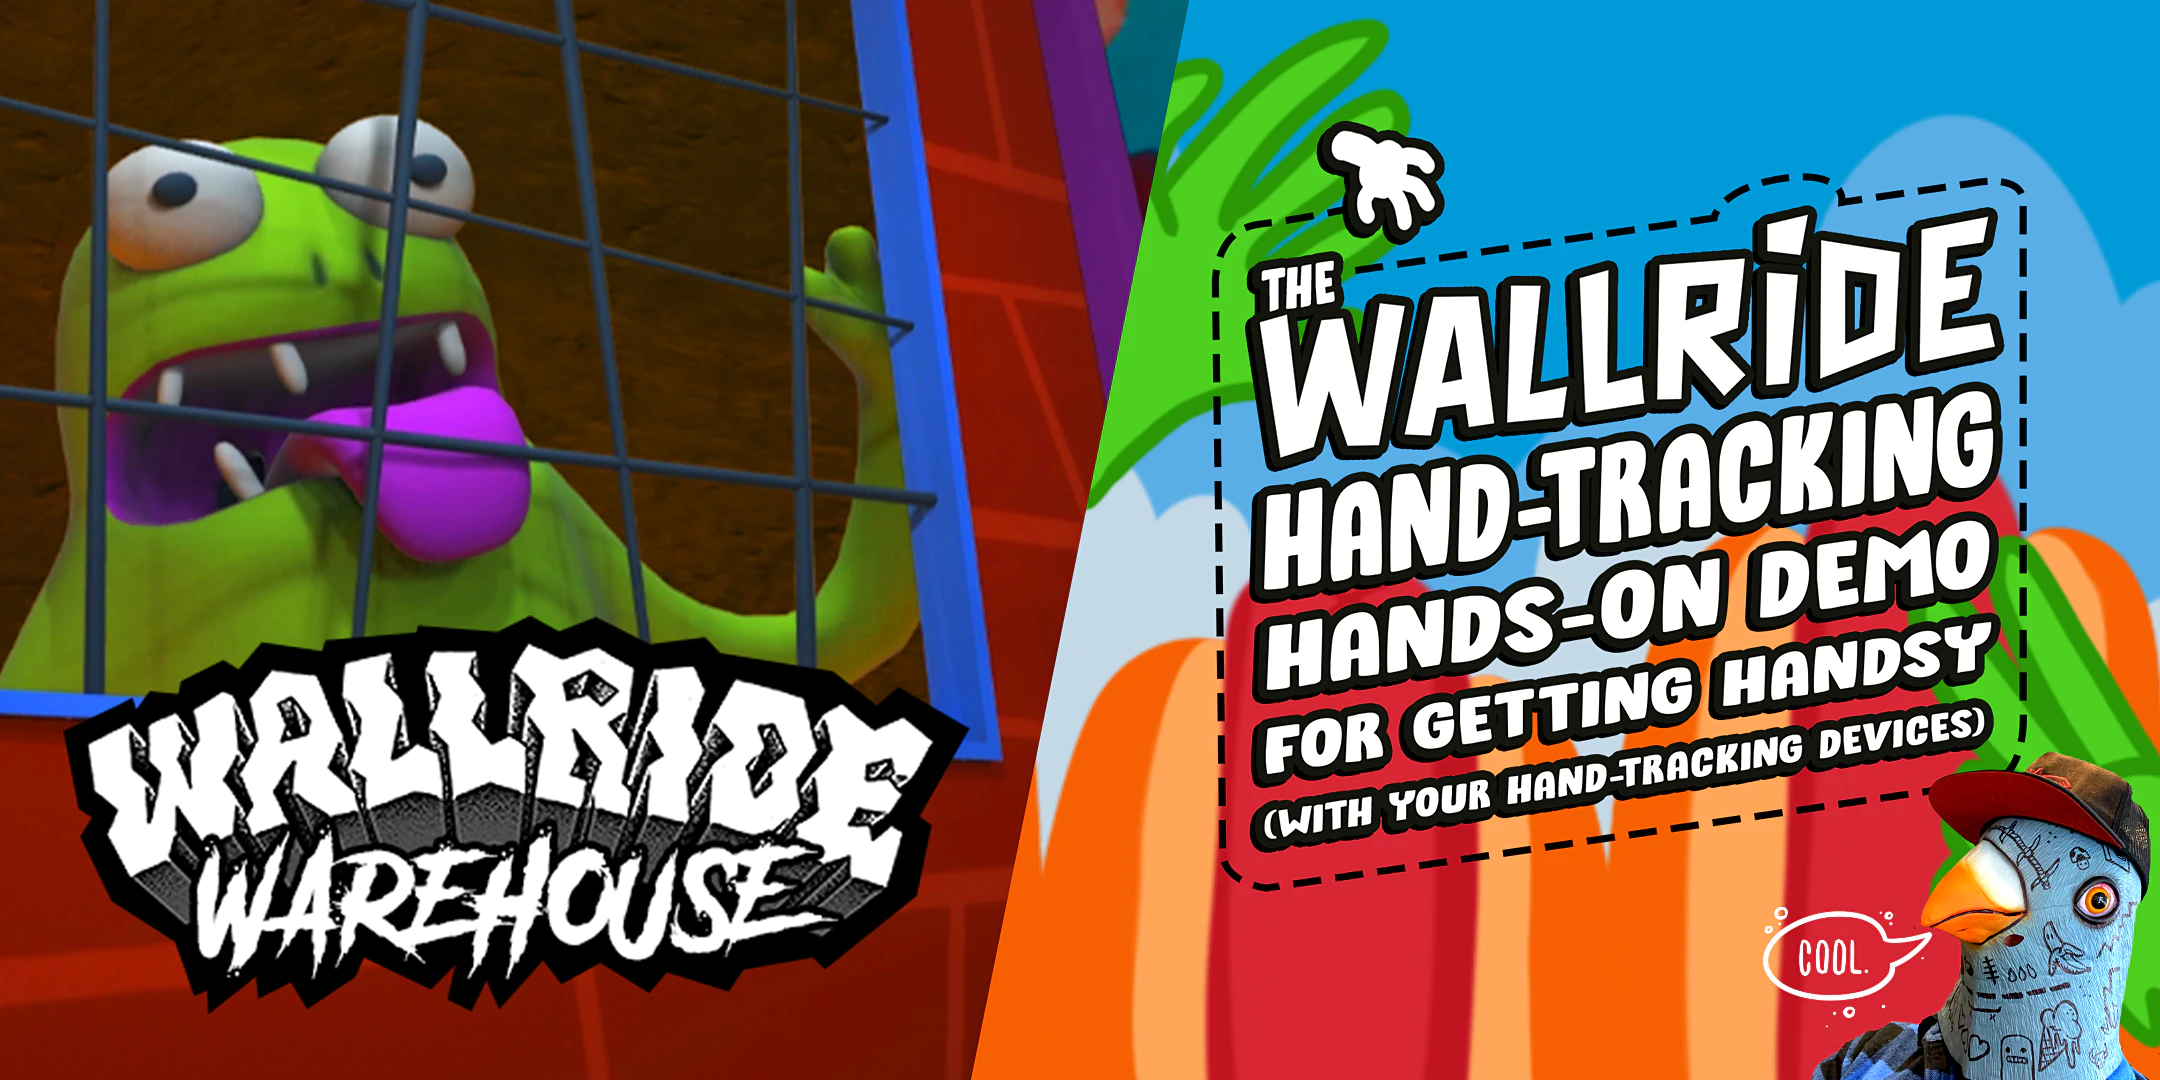 WALLRIDE
WAREHOUSE
THE
WALLRiDE
HAND-TRACKING
HANDS-ON DEMO
FOR GETTING HANDSY
(WITH YOUR HAND-TRACKING DEVICES)
COOL.